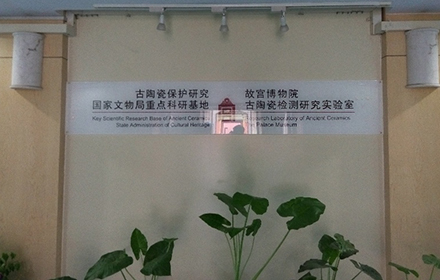 古陶瓷保护研究
国家文物局重点科研基地
Key Scientific Research Base of Ancient Ceramics
State Administration of Cultural Heritage
故宫博物院
古陶瓷检测研究实验室
Research Laboratory of Ancient Ceramics
Palace Museum